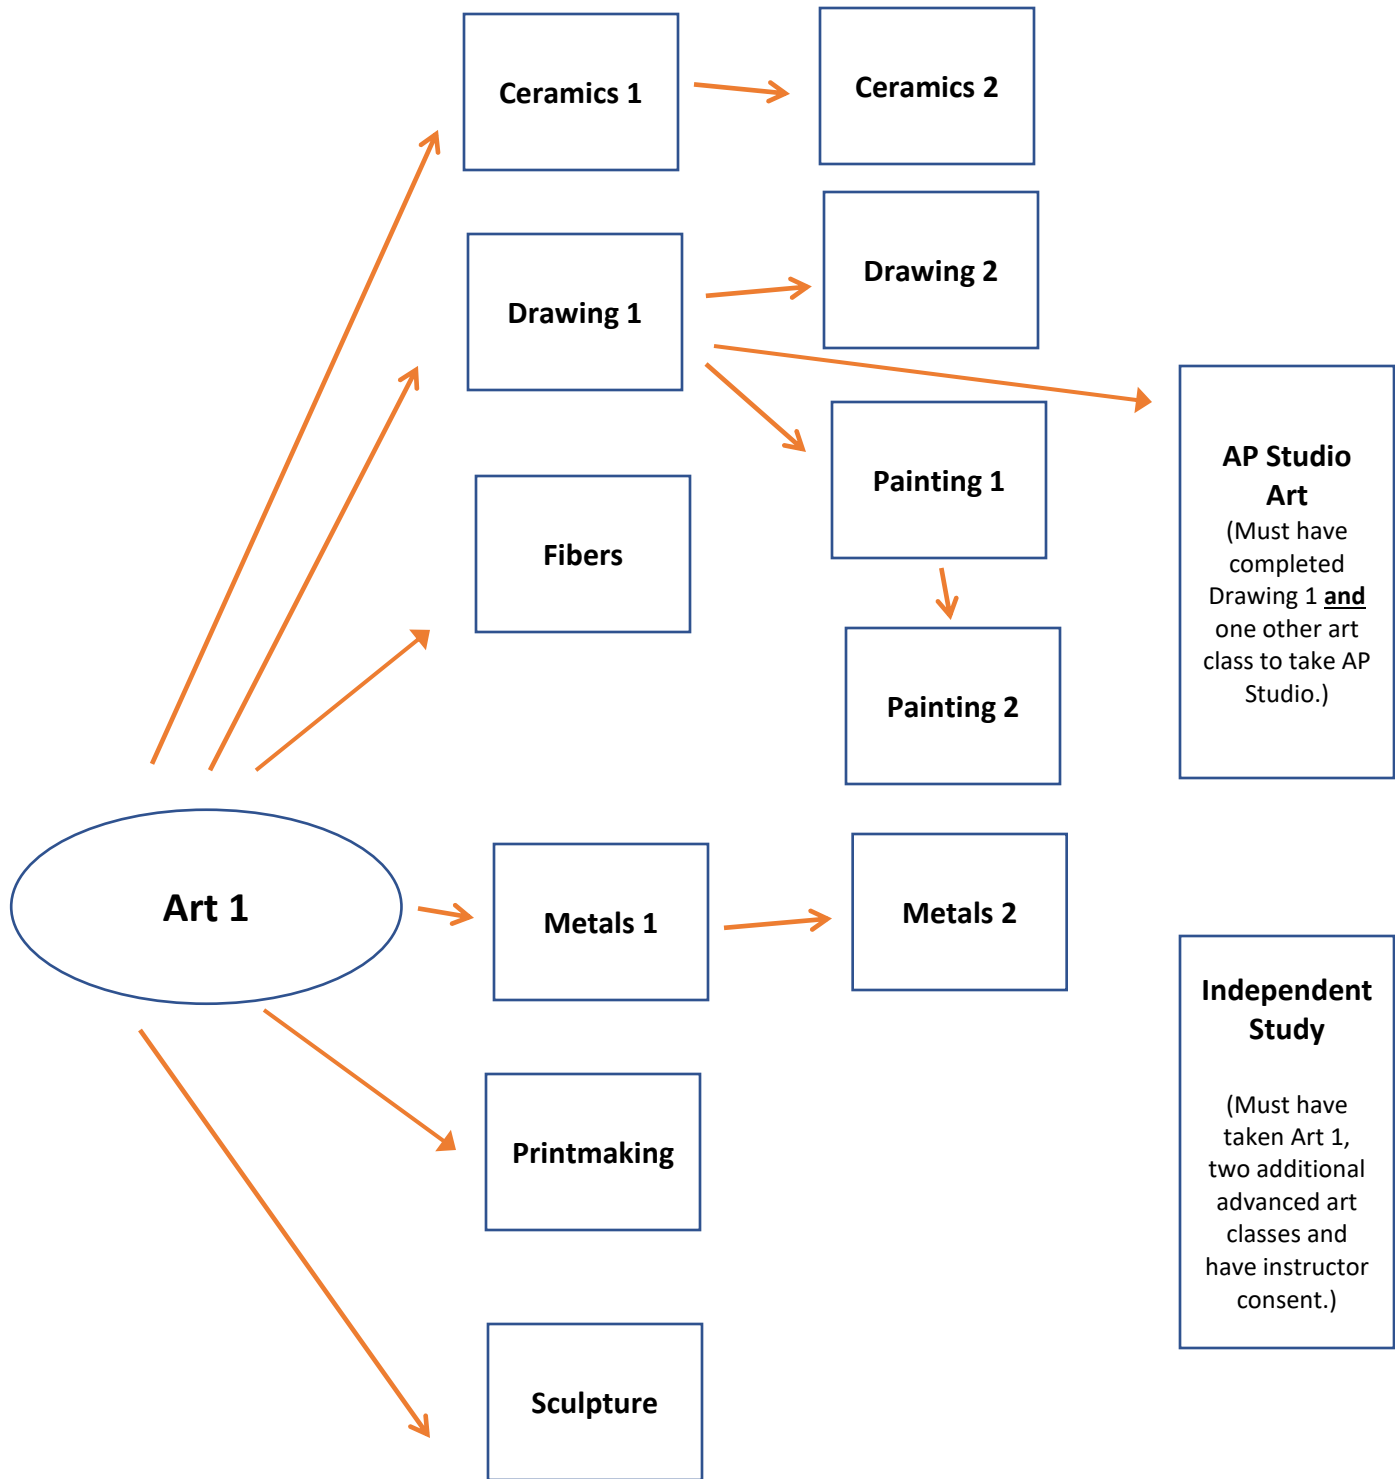 Ceramics 1
Ceramics 2
Drawing 1
Drawing 2
Painting 1
AP Studio
Art
(Must have
completed
Drawing 1 and
one other art
class to take AP
Studio.)
Fibers
Painting 2
Art 1
Metals 1
Metals 2
Independent
Study
(Must have
taken Art 1,
two additional
advanced art
classes and
have instructor
consent.)
Printmaking
Sculpture